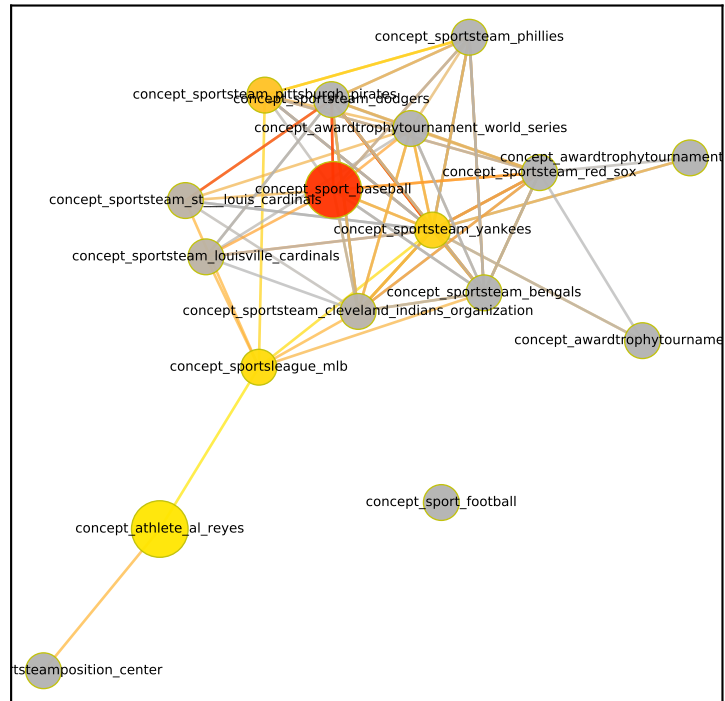 concept_sportsteam_phillies
concept_sportsteam_pittsburgh_pirates
concept_sportsteam_dodgers
concept_awardtrophytournament_world_series
concept_awardtrophytournament
concept_sportsteam_red_sox
concept_sport_baseball
concept_sportsteam_st__louis_cardinals
concept_sportsteam_yankees
concept_sportsteam_louisville_cardinals
concept_sportsteam_bengals
concept_sportsteam_cleveland_indians_organization
concept_awardtrophytourname
concept_sportsleague_mlb
concept_sport_football
concept_athlete_al_reyes
rtsteamposition_center